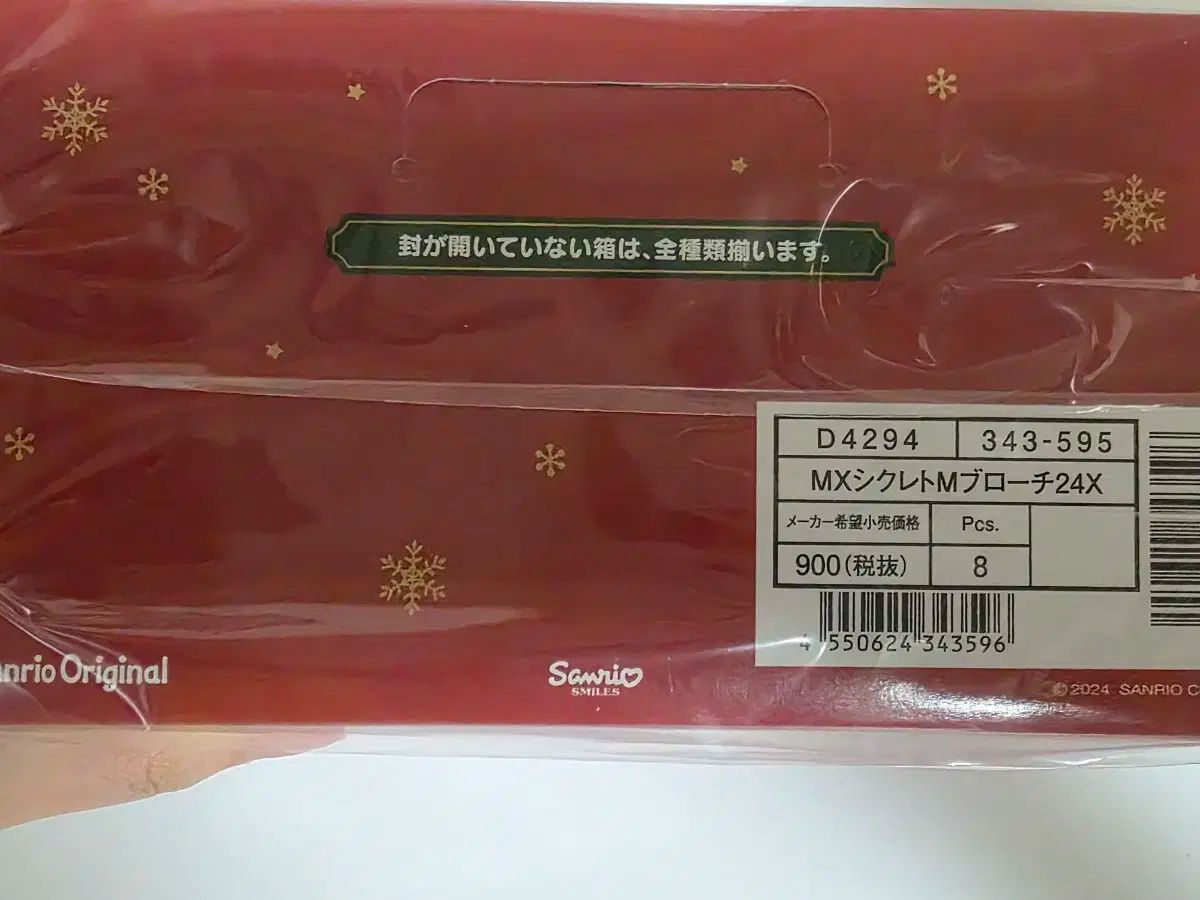 封が開いていない箱は、全種類揃います。
D4294 343-595
MXシクレトMブローチ24X
メーカー希望小売価格 Pcs.
900(税抜) 8
4 550624 343596
Original
Sanrio
SMILES
©2024 SANRIO